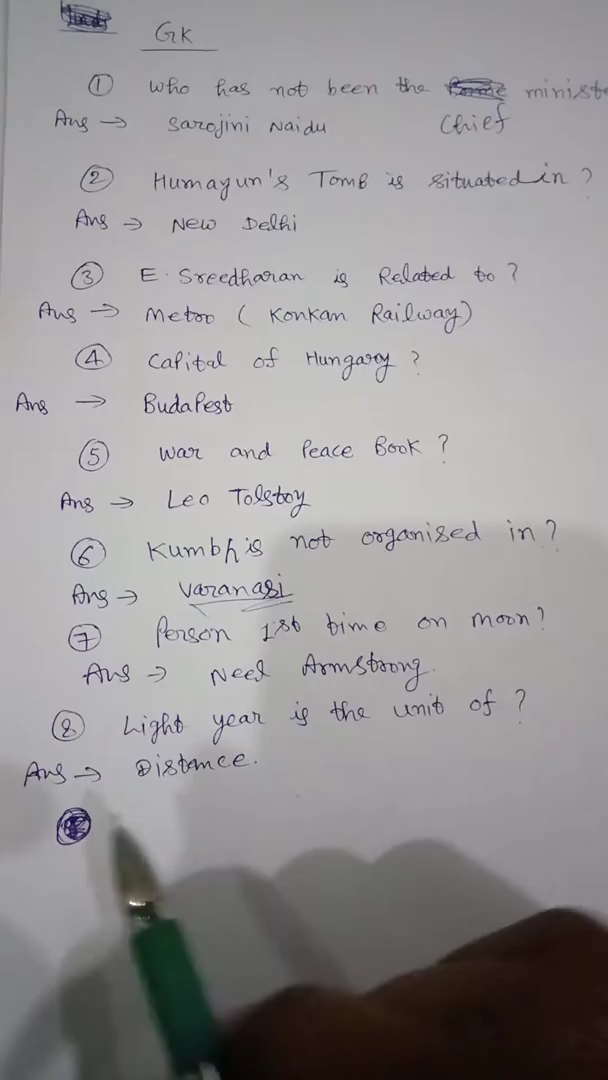 GK
① Who has not been the minist
Ans → Sarojini Naidu Chief
② Humayun's Tomb is situated in ?
Ans → New Delhi
③ E. Sreedharan is Related to ?
Ans → Metro ( Konkan Railway)
④ Capital of Hungary ?
Ans → Budapest
⑤ War and Peace Book ?
Ans → Leo Tolstoy
⑥ Kumbh is not organised in ?
Ans → Varanasi
⑦ Person 1st time on moon?
Ans → Neel Armstrong.
⑧ Light year is the unit of ?
Ans → Distance.